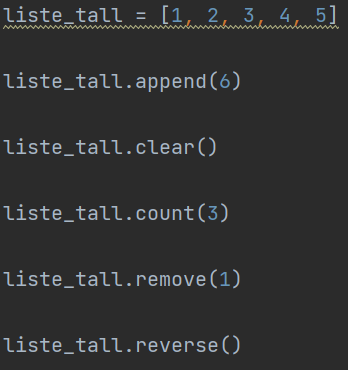 liste_tall = [1, 2, 3, 4, 5]
liste_tall.append(6)
liste_tall.clear()
liste_tall.count(3)
liste_tall.remove(1)
liste_tall.reverse()